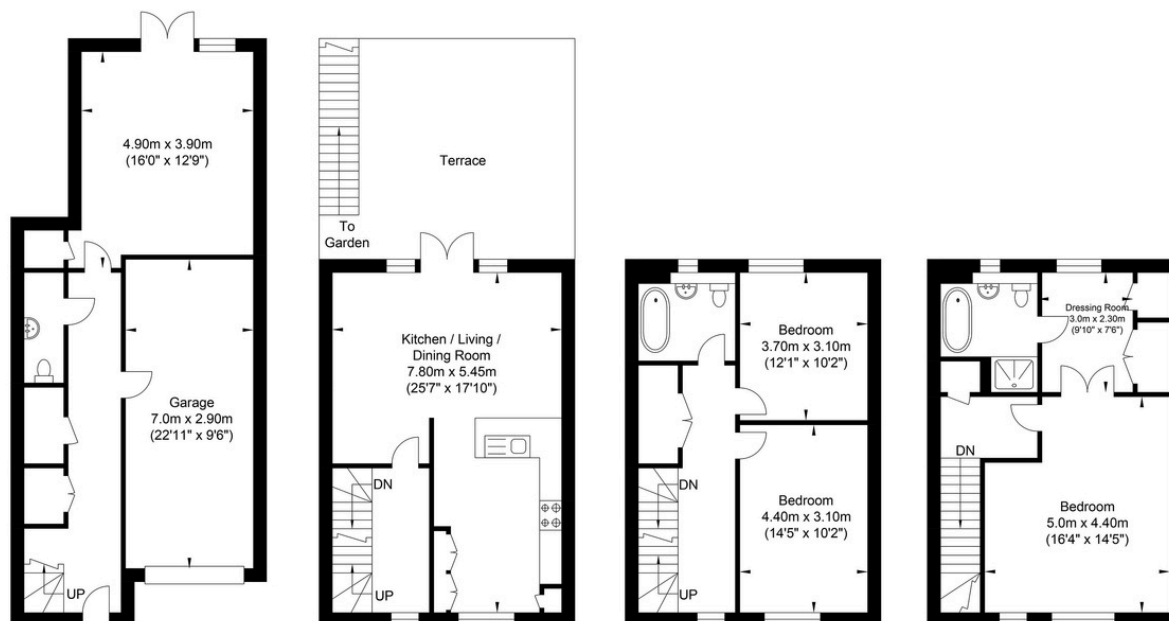 4.90m x 3.90m
(16'0" x 12'9")
Garage
7.0m x 2.90m
(22'11" x 9'6")
UP
Terrace
To
Garden
Kitchen / Living /
Dining Room
7.80m x 5.45m
(25'7" x 17'10")
DN
UP
Bedroom
3.70m x 3.10m
(12'1" x 10'2")
DN
Bedroom
4.40m x 3.10m
(14'5" x 10'2")
UP
Dressing Room
3.0m x 2.30m
(9'10" x 7'6")
DN
Bedroom
5.0m x 4.40m
(16'4" x 14'5")